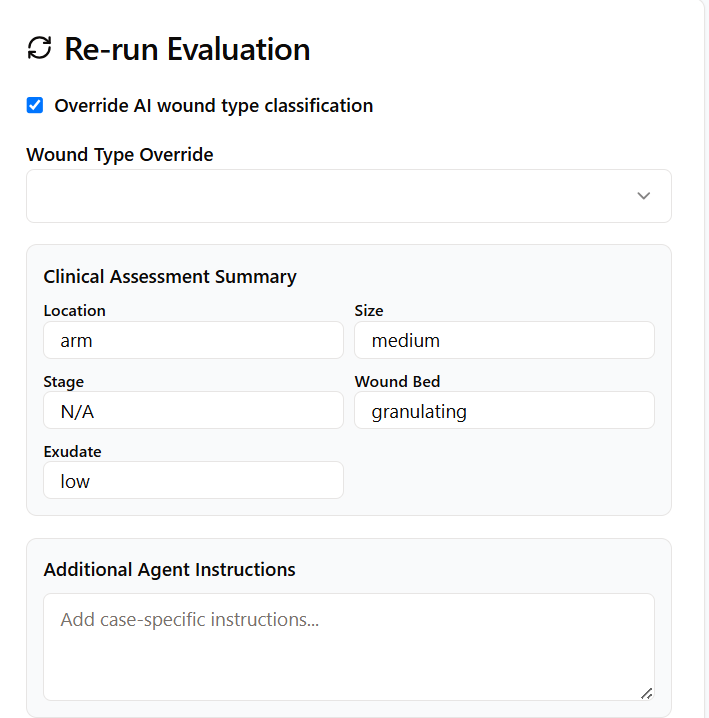 Re-run Evaluation
Override AI wound type classification
Wound Type Override
Clinical Assessment Summary
Location
Size
arm
medium
Stage
Wound Bed
N/A
granulating
Exudate
low
Additional Agent Instructions
Add case-specific instructions...